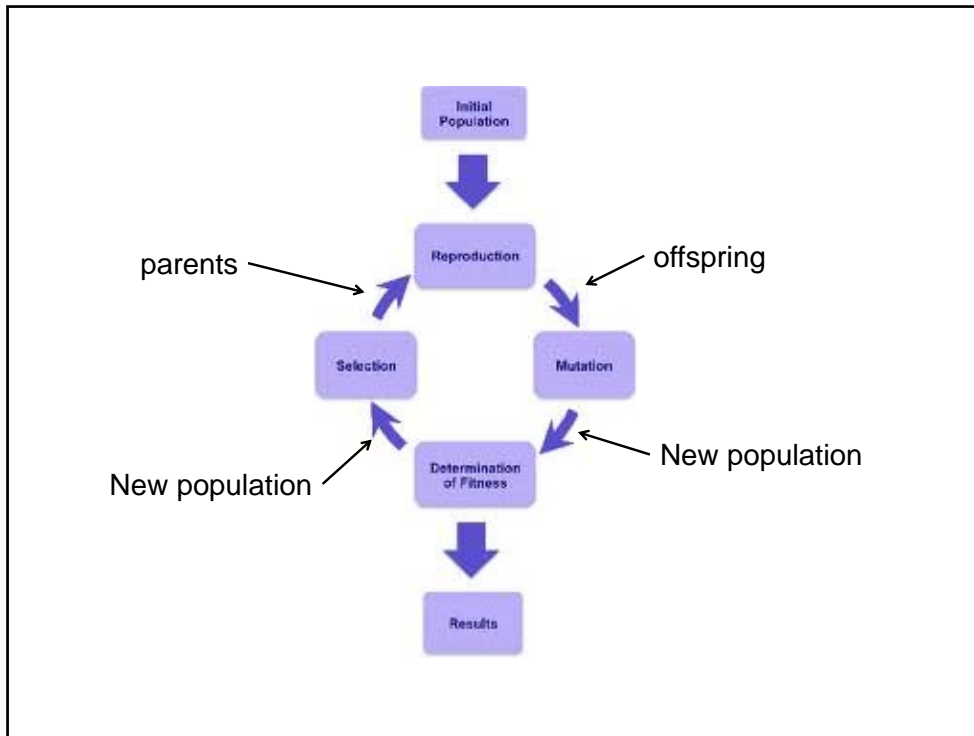 Initial
Population
parents
Reproduction
offspring
Selection
Mutation
New population
Determination
of Fitness
New population
Results